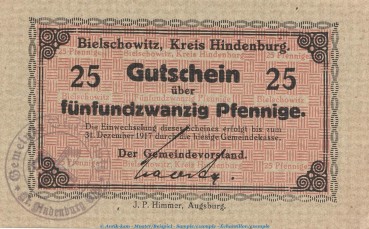 Bielschowitz, Kreis Hindenburg.
25 Gutschein 25
über
fünfundzwanzig Pfennige.
Die Einwechselung dieses Scheines erfolgt bis zum
31. Dezember 1917 durch die hiesige Gemeindekasse.
Der Gemeindevorstand.
J. P. Himmer, Augsburg.